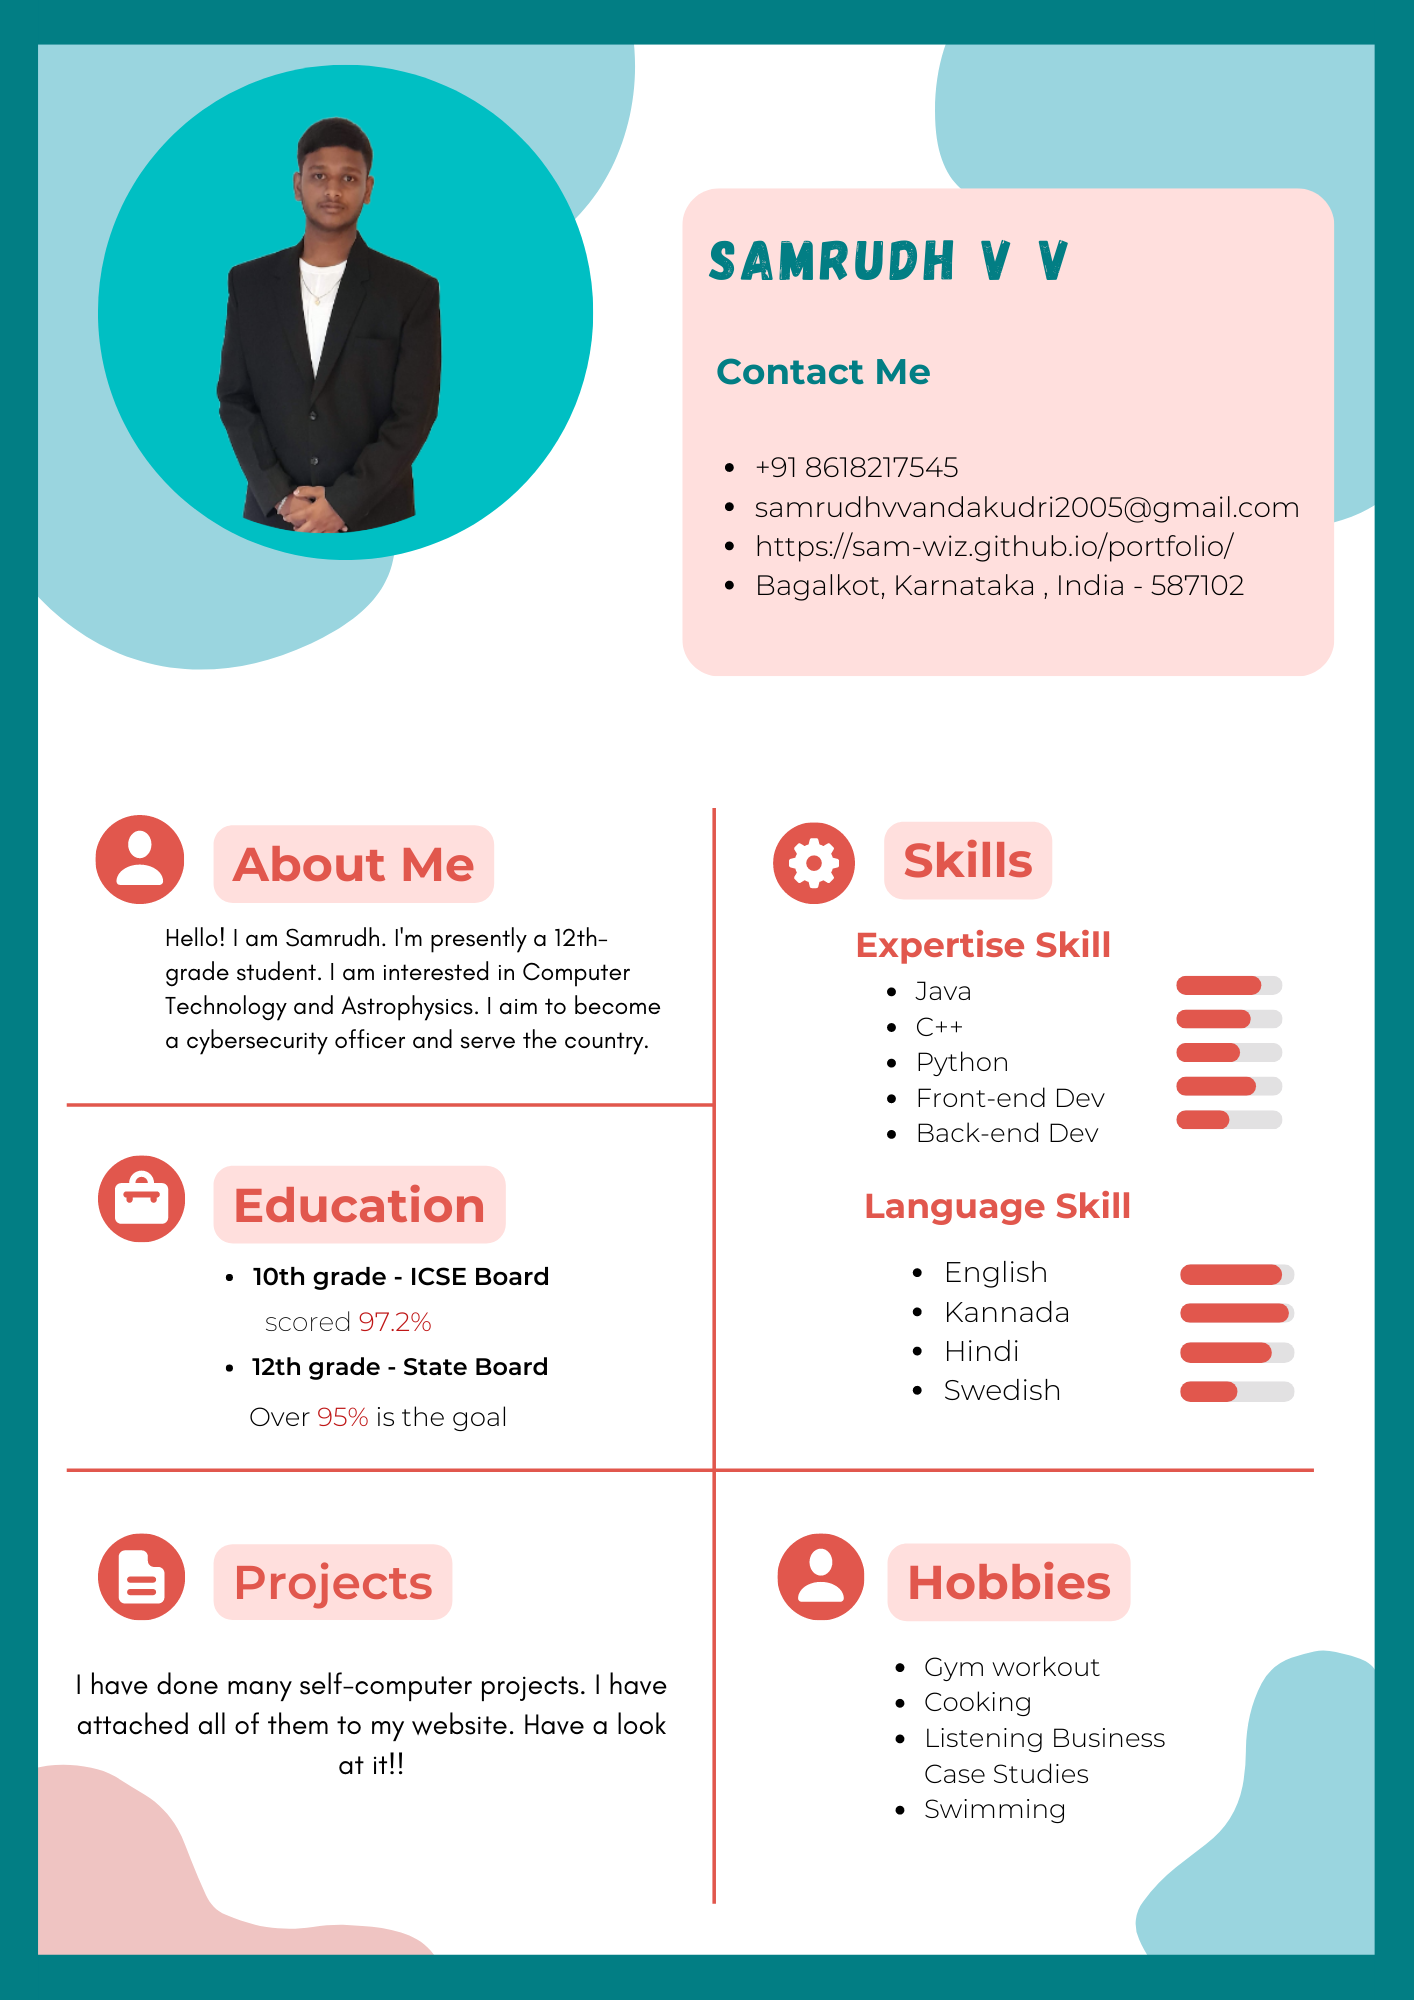 SAMRUDH V V
Contact Me
+91 8618217545
samrudhvvandakudri2005@gmail.com
https://sam-wiz.github.io/portfolio/
Bagalkot, Karnataka , India - 587102
About Me
Hello! I am Samrudh. I'm presently a 12th-
grade student. I am interested in Computer
Technology and Astrophysics. I aim to become
a cybersecurity officer and serve the country.
Education
10th grade - ICSE Board
scored 97.2%
12th grade - State Board
Over 95% is the goal
Projects
I have done many self-computer projects. I have
attached all of them to my website. Have a look
at it!!
Skills
Expertise Skill
Java
C++
Python
Front-end Dev
Back-end Dev
Language Skill
English
Kannada
Hindi
Swedish
Hobbies
Gym workout
Cooking
Listening Business
Case Studies
Swimming